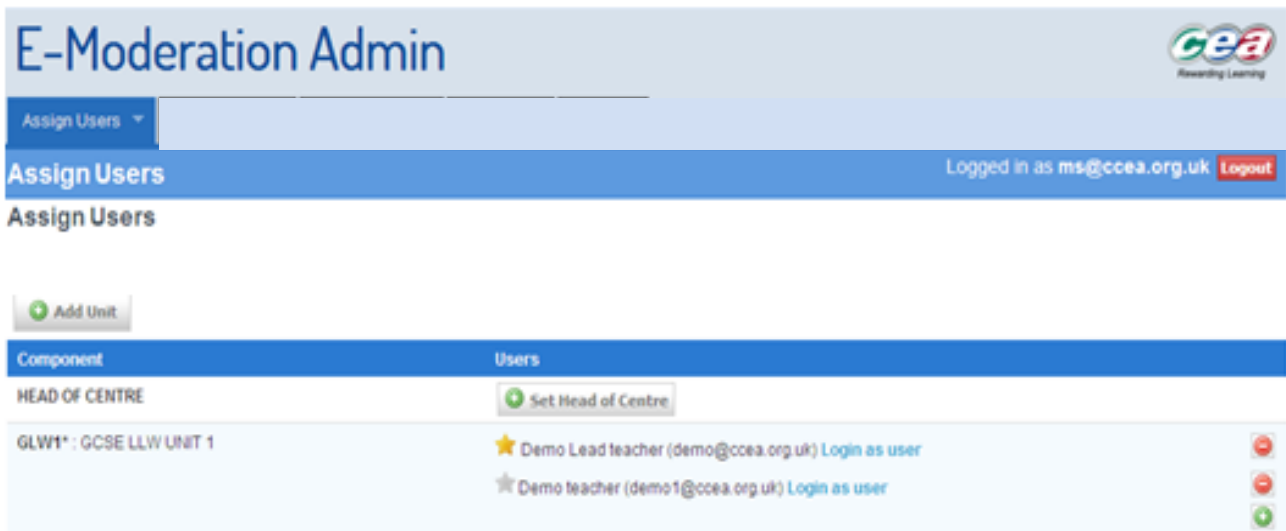 E-Moderation Admin
ccea
Rewarding Learning
Assign Users
Assign Users
Logged in as ms@ccea.org.uk Logout
Assign Users
Add Unit
Component Users
HEAD OF CENTRE Set Head of Centre
GLW1* : GCSE LLW UNIT 1 Demo Lead teacher (demo@ccea.org.uk) Login as user
Demo teacher (demo1@ccea.org.uk) Login as user